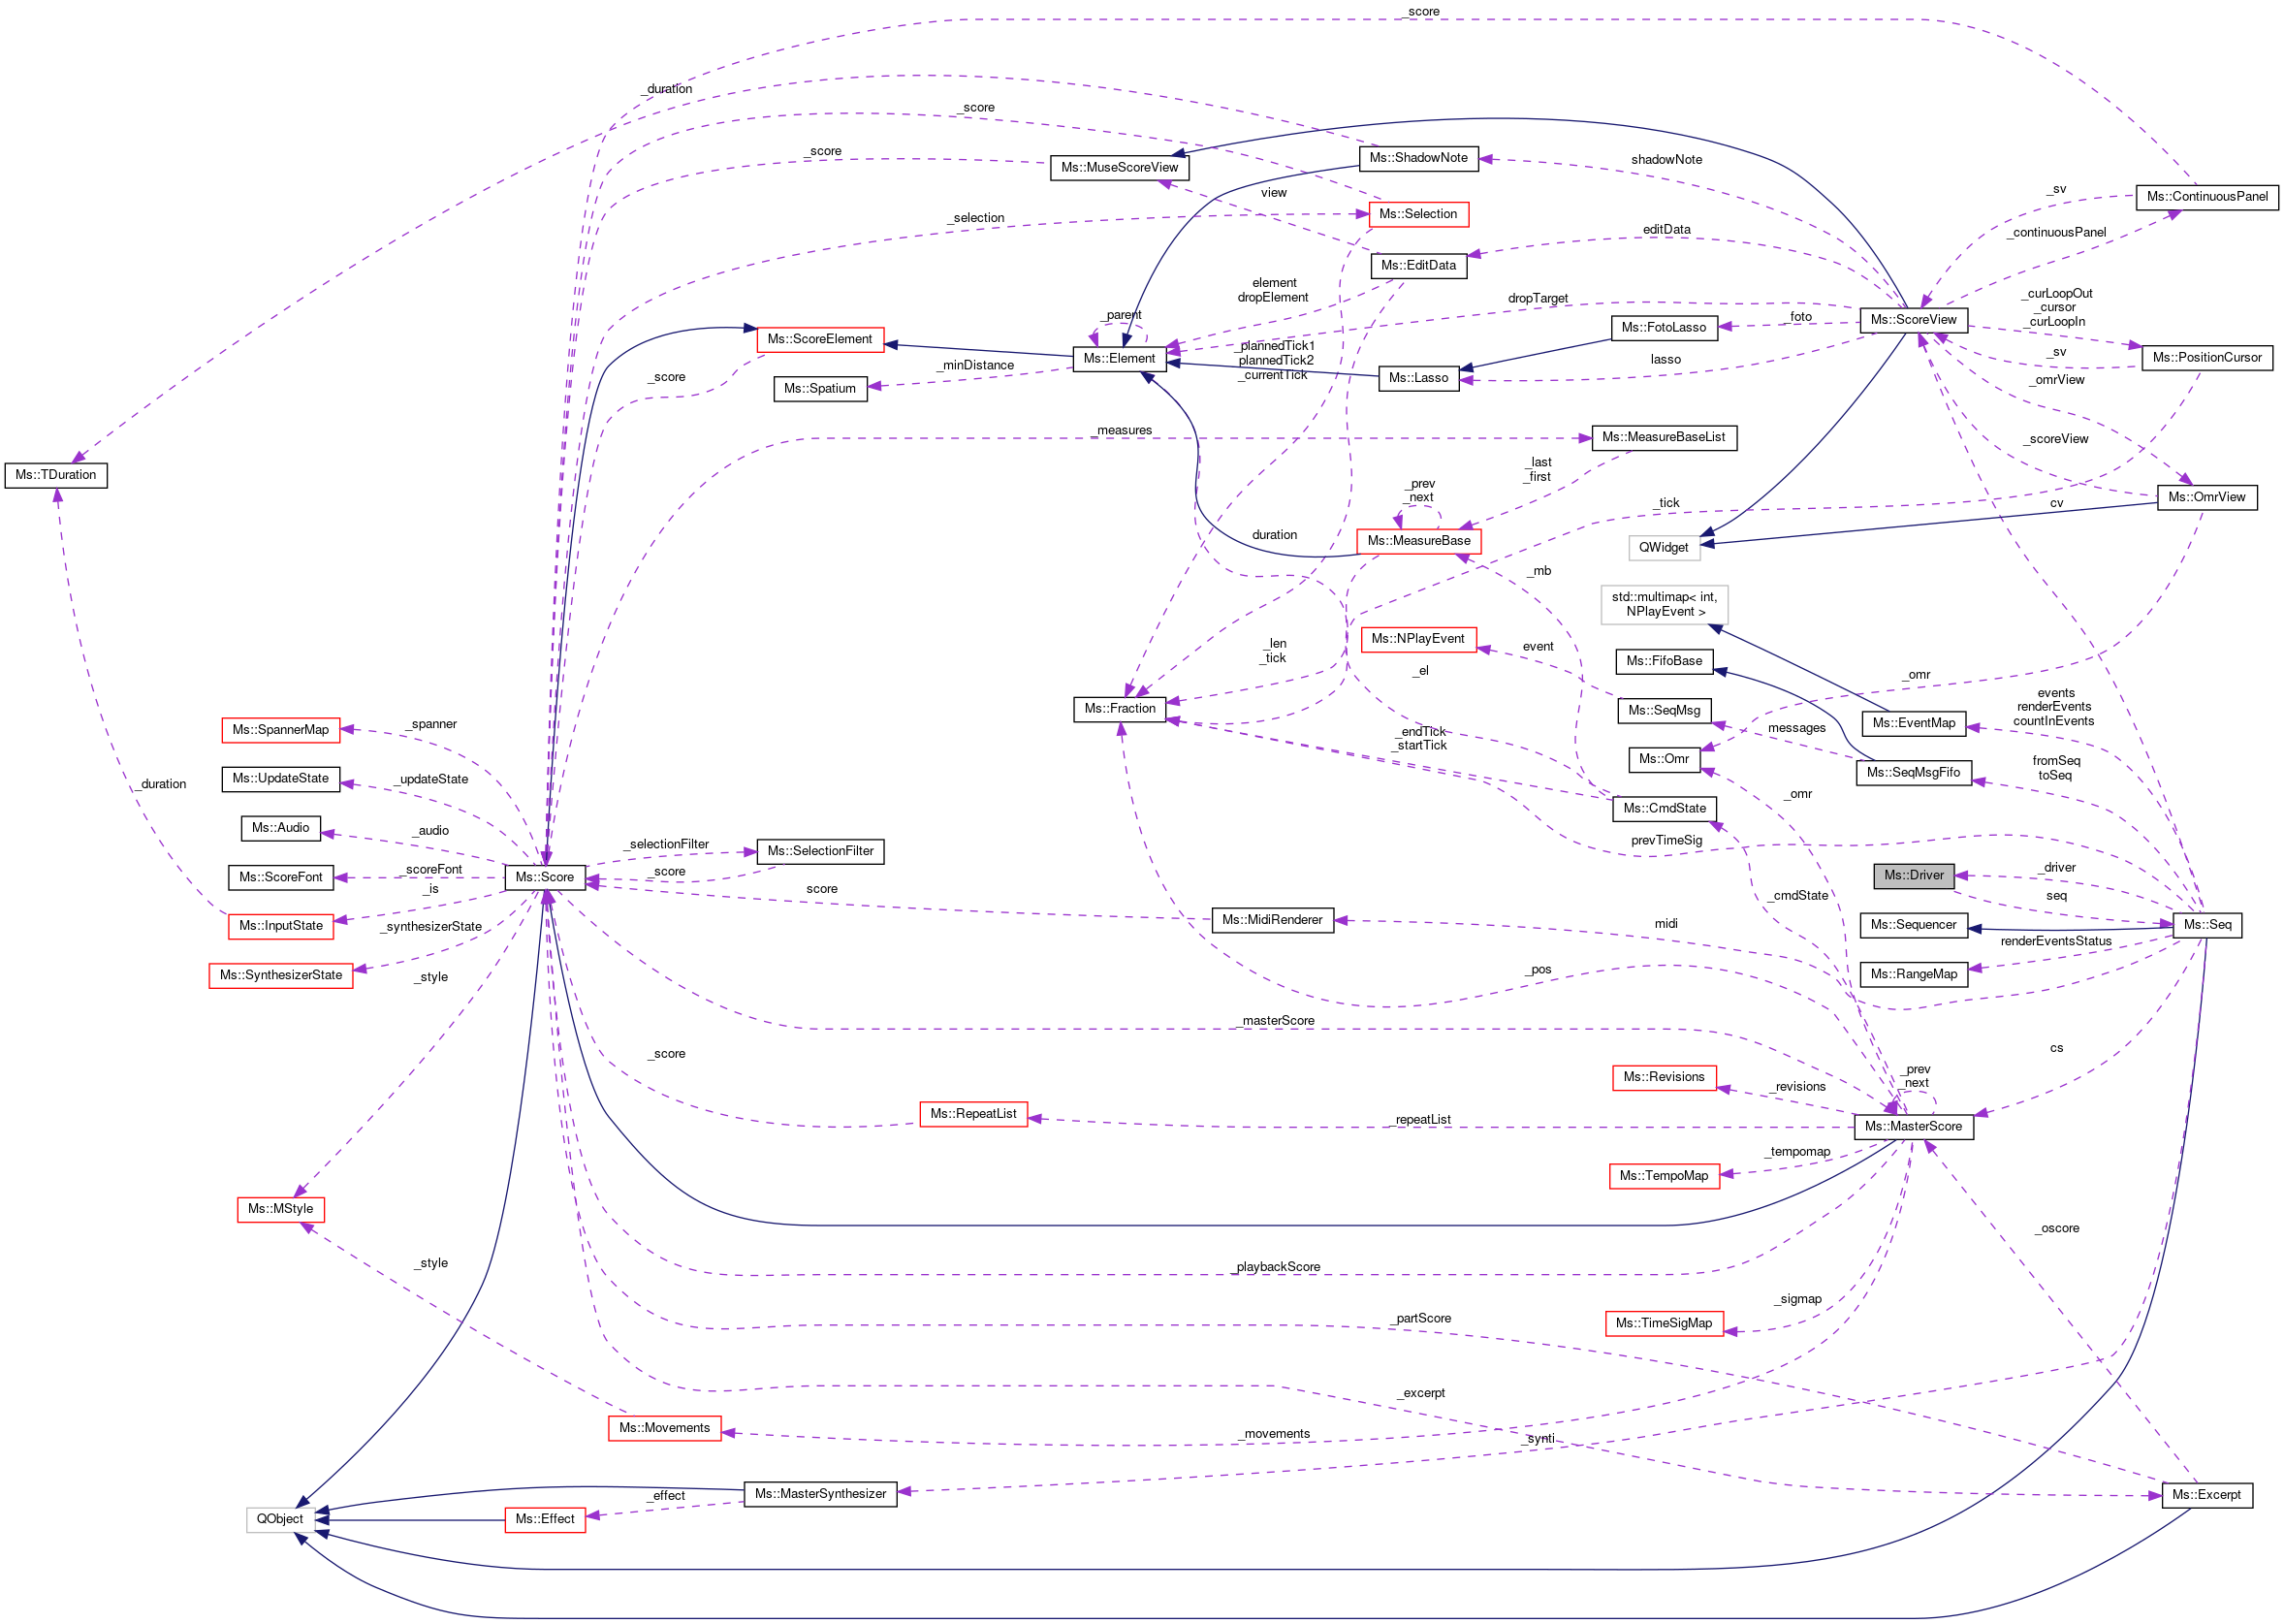 _score
_duration
_score
_score
Ms::MuseScoreView
Ms::ShadowNote
shadowNote
view
_sv
Ms::ContinuousPanel
_selection
Ms::Selection
editData
_continuousPanel
Ms::EditData
element
dropElement
dropTarget
_curLoopOut
_cursor
_curLoopIn
_parent
_foto
Ms::FotoLasso
Ms::ScoreView
Ms::ScoreElement
Ms::Element
_plannedTick1
plannedTick2
_currentTick
lasso
_sv
Ms::PositionCursor
_score
_minDistance
Ms::Spatium
Ms::Lasso
_omrView
_measures
Ms::MeasureBaseList
_scoreView
Ms::TDuration
_last
_first
_prev
_next
_tick
cv
Ms::OmrView
duration
Ms::MeasureBase
QWidget
_mb
std::multimap< int,
NPlayEvent >
_len
_tick
Ms::NPlayEvent
event
Ms::FifoBase
_el
_omr
Ms::Fraction
Ms::SeqMsg
events
renderEvents
countInEvents
Ms::EventMap
Ms::SpannerMap
_spanner
_endTick
_startTick
messages
Ms::Omr
fromSeq
toSeq
Ms::SeqMsgFifo
Ms::UpdateState
_updateState
_duration
_omr
Ms::CmdState
Ms::Audio
_audio
_selectionFilter
Ms::SelectionFilter
prevTimeSig
Ms::ScoreFont
_scoreFont
Ms::Score
_score
Ms::Driver
_driver
_is
score
_cmdState
seq
Ms::InputState
_synthesizerState
Ms::MidiRenderer
midi
Ms::Sequencer
Ms::Seq
renderEventsStatus
Ms::SynthesizerState
_style
_pos
Ms::RangeMap
_masterScore
_score
cs
Ms::Revisions
_revisions
_prev
_next
Ms::RepeatList
_repeatList
Ms::MasterScore
_tempomap
Ms::TempoMap
Ms::MStyle
_oscore
_style
_playbackScore
_sigmap
_partScore
Ms::TimeSigMap
_excerpt
Ms::Movements
_movements
_synti
Ms::MasterSynthesizer
_effect
Ms::Excerpt
QObject
Ms::Effect